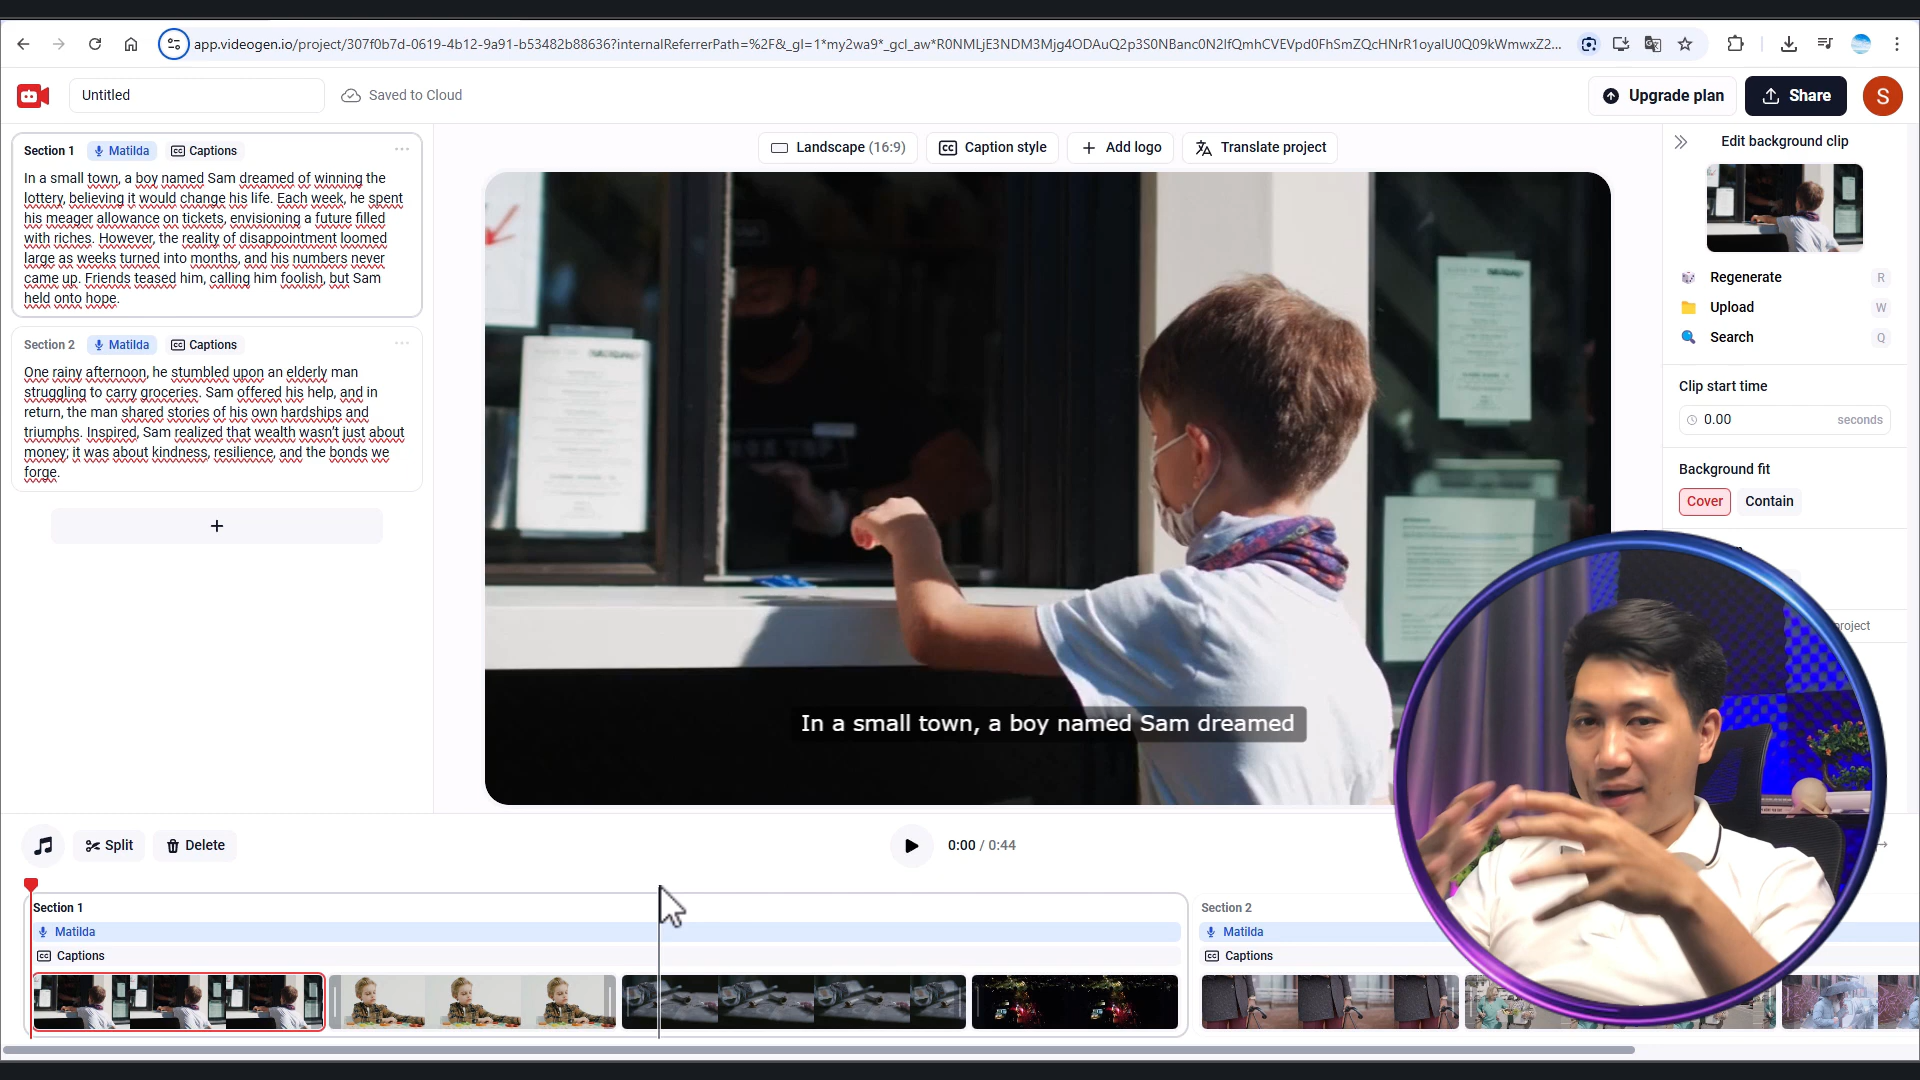 app.videogen.io/project/307f0b7d-0619-4b12-9a91-b53482b88636?internalReferrerPath=%2F&_gl=1*my2wa9*_gcl_aw*R0NMLjE3NDM3Mjg4ODAuQ2p3S0NBanc0N2lfQmhCVEVpd0FhSmZQcHNrR1oyalU0Q09kWmwxZ2...
Untitled
Saved to Cloud
Upgrade plan
Share
S
Section 1 Matilda CC Captions
In a small town, a boy named Sam dreamed of winning the
lottery, believing it would change his life. Each week, he spent
his meager allowance on tickets, envisioning a future filled
with riches. However, the reality of disappointment loomed
large as weeks turned into months, and his numbers never
came up. Friends teased him, calling him foolish, but Sam
held onto hope.
Section 2 Matilda CC Captions
One rainy afternoon, he stumbled upon an elderly man
struggling to carry groceries. Sam offered his help, and in
return, the man shared stories of his own hardships and
triumphs. Inspired, Sam realized that wealth wasn't just about
money; it was about kindness, resilience, and the bonds we
forge.
+
Landscape (16:9)
CC Caption style
+ Add logo
Translate project
In a small town, a boy named Sam dreamed
Edit background clip
Regenerate R
Upload W
Search Q
Clip start time
0.00 seconds
Background fit
Cover Contain
project
Split
Delete
0:00 / 0:44
Section 1
Matilda
CC Captions
Section 2
Matilda
CC Captions